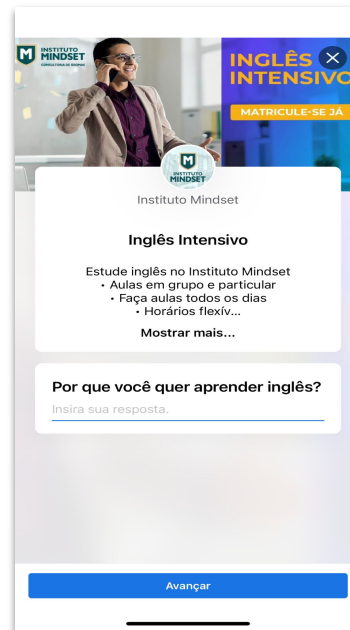 INSTITUTO
MINDSET
CONSULTORIA DE IDIOMAS
INGLÊS
INTENSIVO
MATRICULE-SE JÁ
INSTITUTO
MINDSET
Instituto Mindset
Inglês Intensivo
Estude inglês no Instituto Mindset
• Aulas em grupo e particular
• Faça aulas todos os dias
• Horários flexív...
Mostrar mais...
Por que você quer aprender inglês?
Insira sua resposta.
Avançar